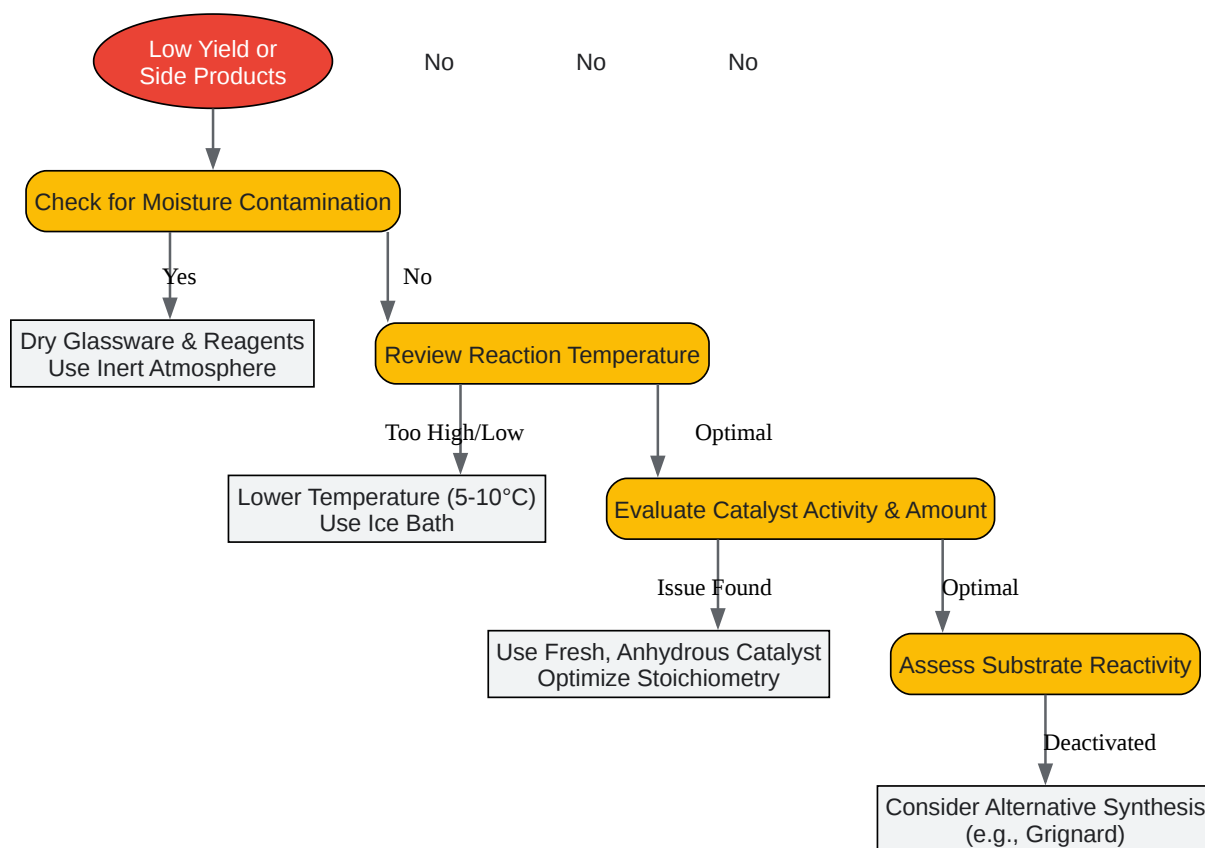 Low Yield or
Side Products
No
No
No
Check for Moisture Contamination
Yes
No
Dry Glassware & Reagents
Use Inert Atmosphere
Review Reaction Temperature
Too High/Low
Optimal
Lower Temperature (5-10°C)
Use Ice Bath
Evaluate Catalyst Activity & Amount
Issue Found
Optimal
Use Fresh, Anhydrous Catalyst
Optimize Stoichiometry
Assess Substrate Reactivity
Deactivated
Consider Alternative Synthesis
(e.g., Grignard)